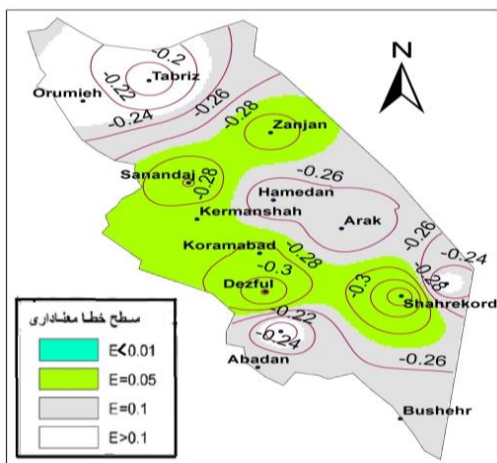 N
-0.2
Tabriz
-0.22
Orumieh
-0.24
-0.26
-0.28
Zanjan
Sanandaj
-0.28
-0.26
Hamedan
Kermanshah
Arak
Koramabad
-0.28
-0.26
-0.24
Dezful
-0.3
-0.3
-0.24
Shahrekord
-0.22
-0.24
Abadan
-0.26
Bushehr
سطح خطا معناداری
E<0.01
E=0.05
E=0.1
E>0.1